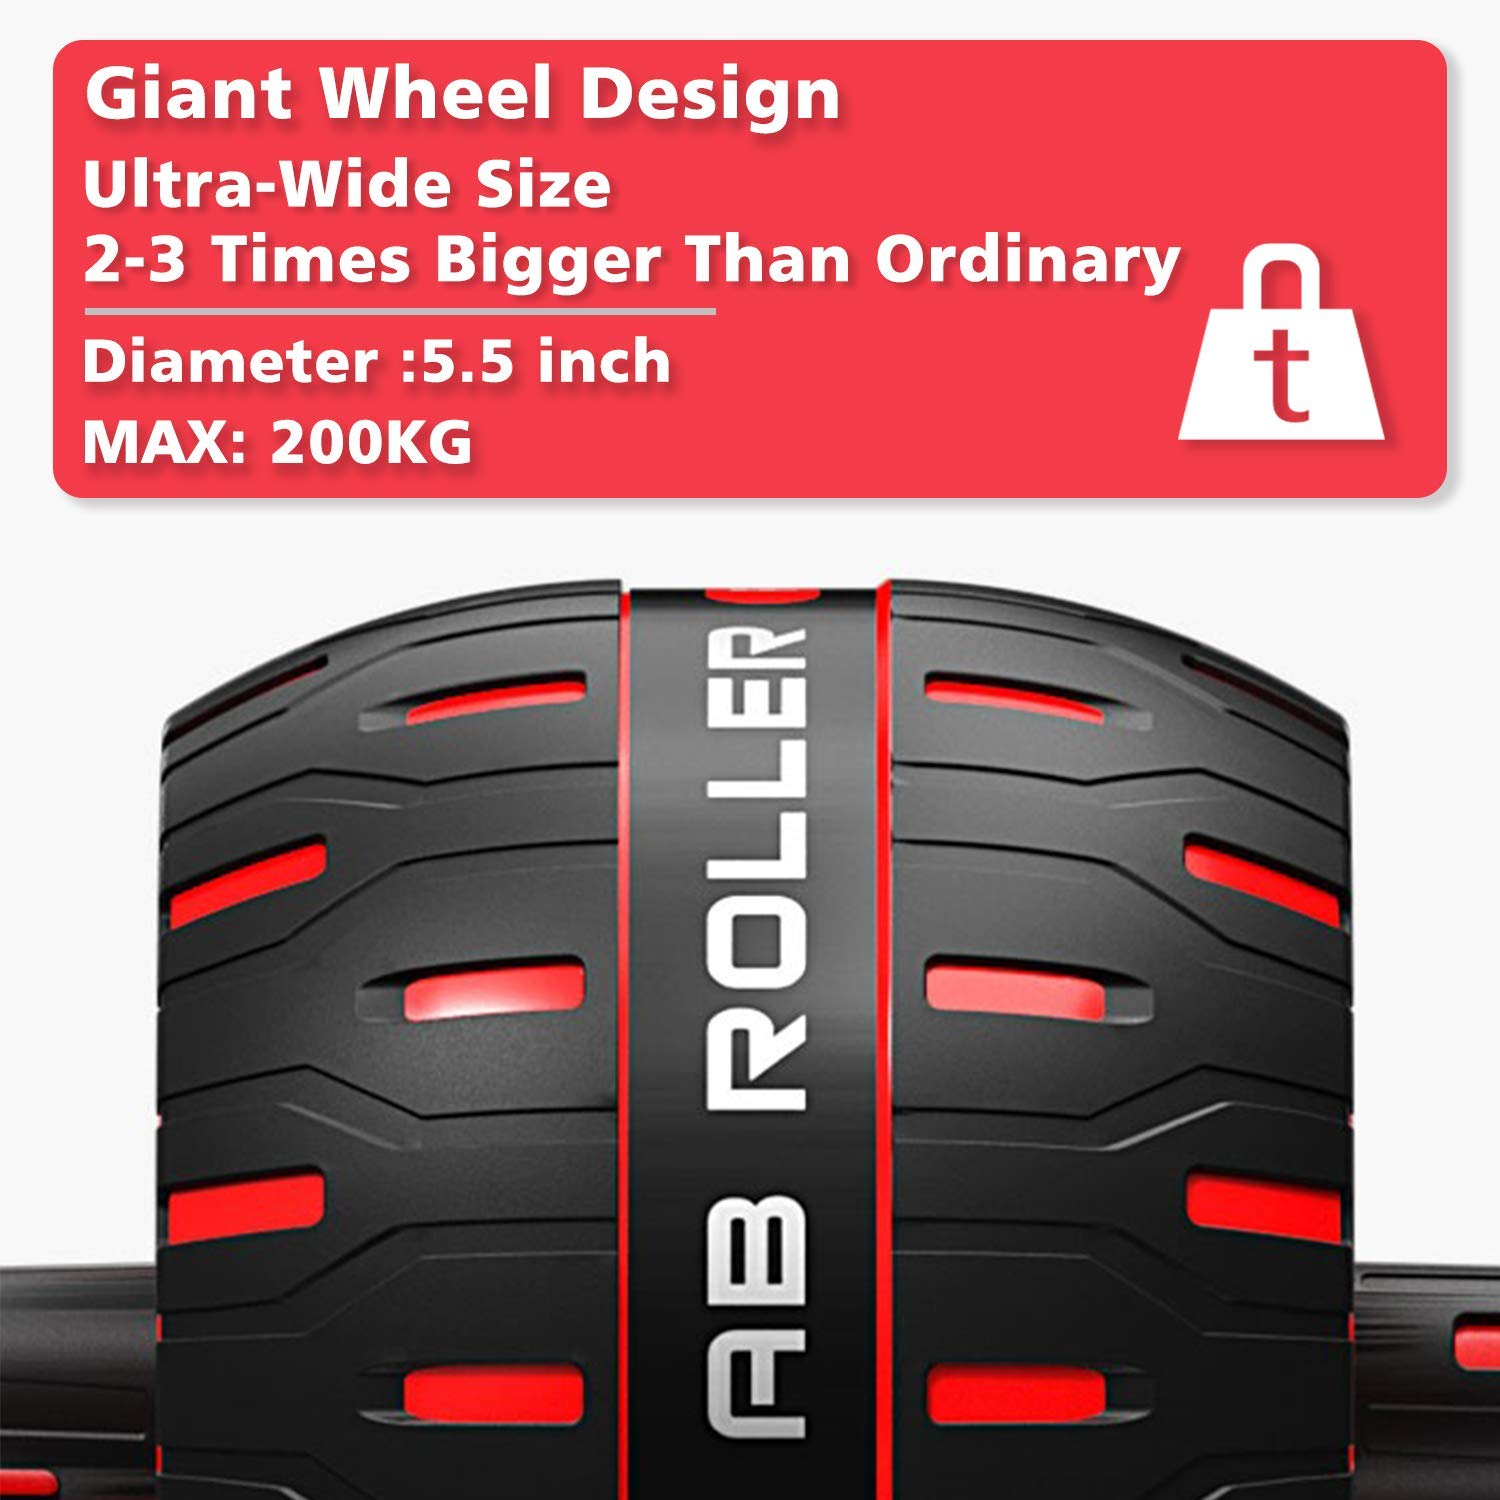 Giant Wheel Design
Ultra-Wide Size
2-3 Times Bigger Than Ordinary
Diameter :5.5 inch
MAX: 200KG
t
AB ROLLER